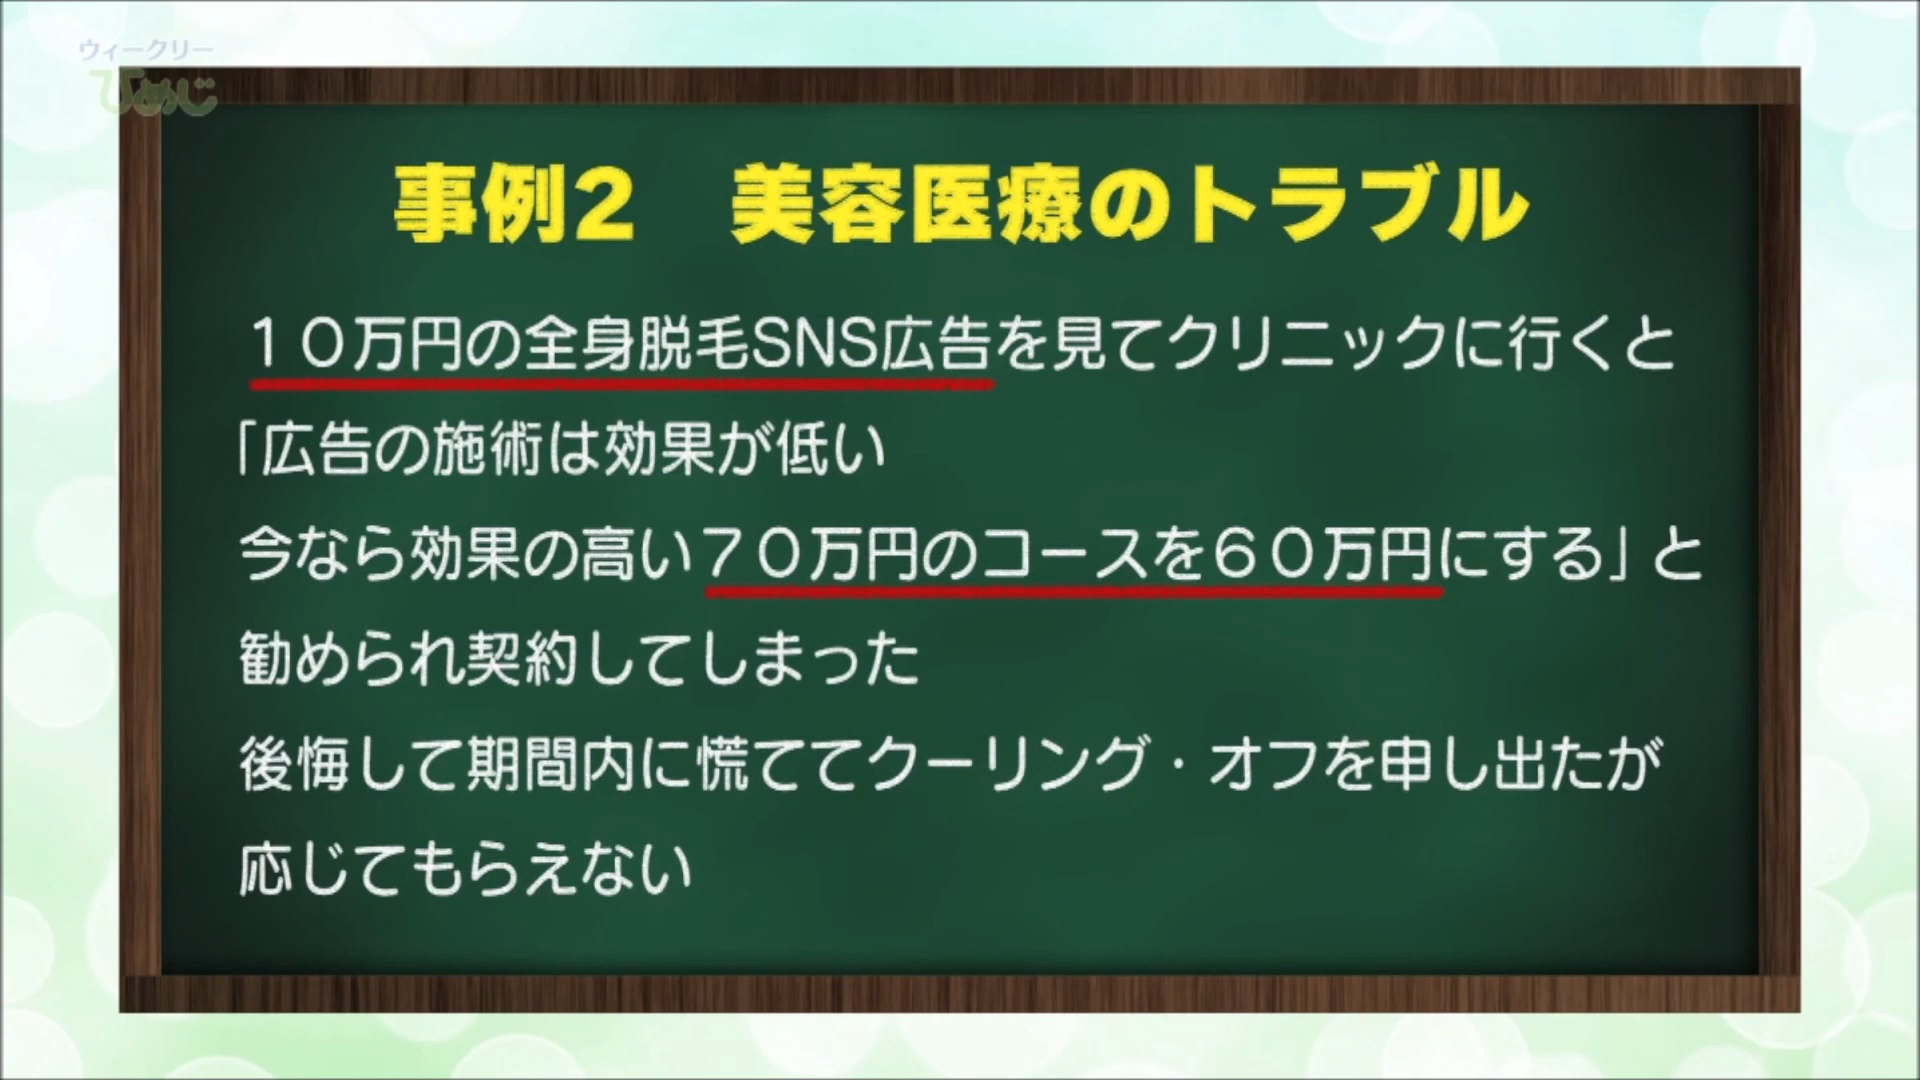 ウィークリー
ひめじ
事例2　美容医療のトラブル
１０万円の全身脱毛SNS広告を見てクリニックに行くと
「広告の施術は効果が低い
今なら効果の高い７０万円のコースを６０万円にする」と
勧められ契約してしまった
後悔して期間内に慌ててクーリング・オフを申し出たが
応じてもらえない